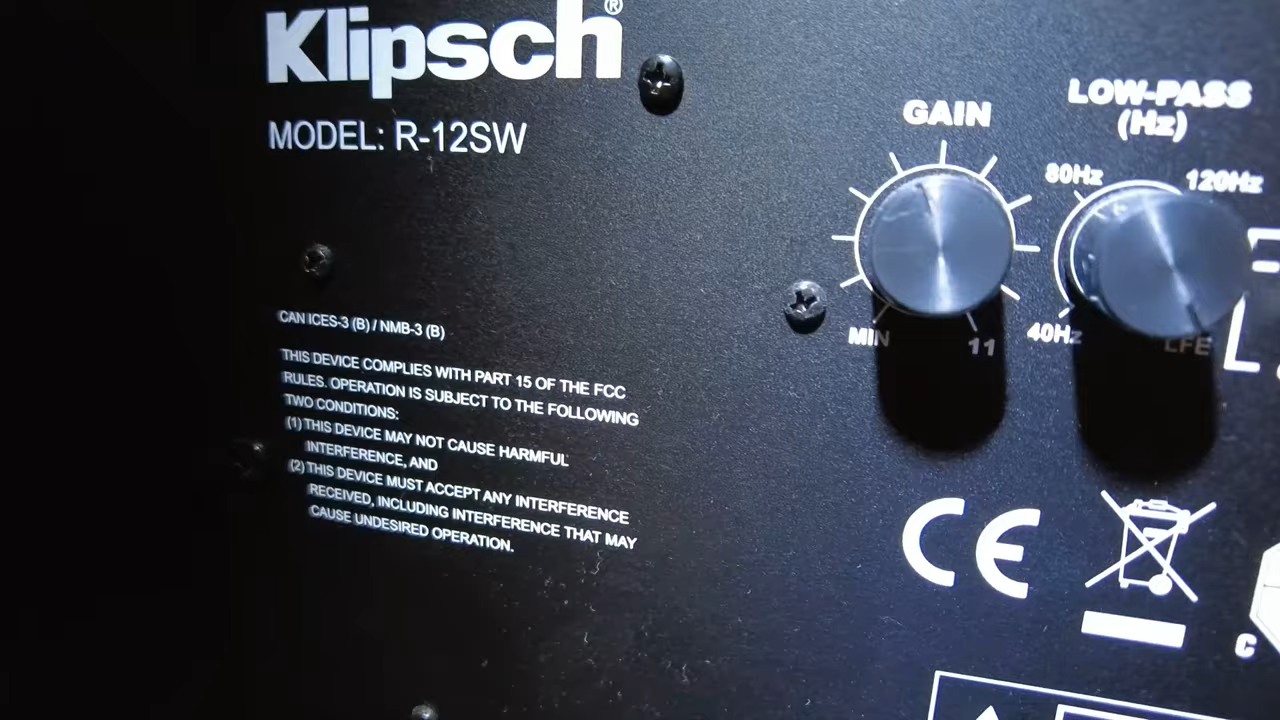 Klipsch®
MODEL: R-12SW
GAIN
LOW-PASS
(Hz)
80Hz
120Hz
MIN
11
40Hz
LFE
CAN ICES-3 (B) / NMB-3 (B)
THIS DEVICE COMPLIES WITH PART 15 OF THE FCC
RULES. OPERATION IS SUBJECT TO THE FOLLOWING
TWO CONDITIONS:
(1) THIS DEVICE MAY NOT CAUSE HARMFUL
INTERFERENCE, AND
(2) THIS DEVICE MUST ACCEPT ANY INTERFERENCE
RECEIVED, INCLUDING INTERFERENCE THAT MAY
CAUSE UNDESIRED OPERATION.
CE
C